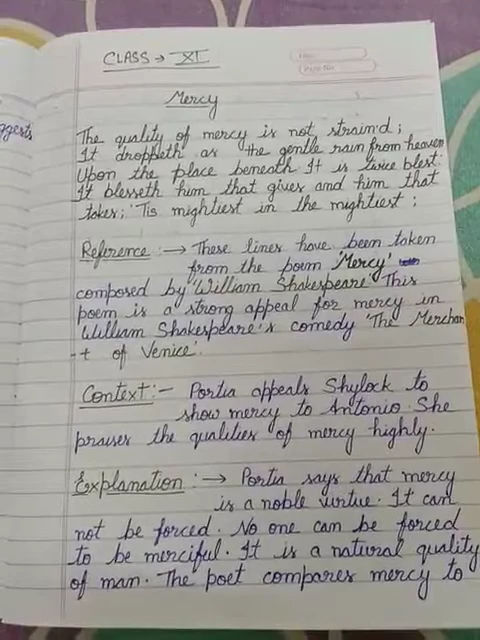 CLASS → XI
Mercy
The quality of mercy is not strain'd;
It droppeth as the gentle rain from heaven
Upon the place beneath It is twice blest.
It blesseth him that gives and him that
takes; 'Tis mightiest in the mightiest;
Reference :→ These lines have been taken
from the poem 'Mercy'
composed by 'William Shakespeare' This
poem is a strong appeal for mercy in
William Shakespeare's comedy 'The Merchan
-t of Venice'.
Context :- Portia appeals Shylock to
show mercy to Antonio. She
praises the qualities of mercy highly.
Explanation :→ Portia says that mercy
is a noble virtue. It can
not be forced. No one can be forced
to be merciful. It is a natural quality
of man. The poet compares mercy to